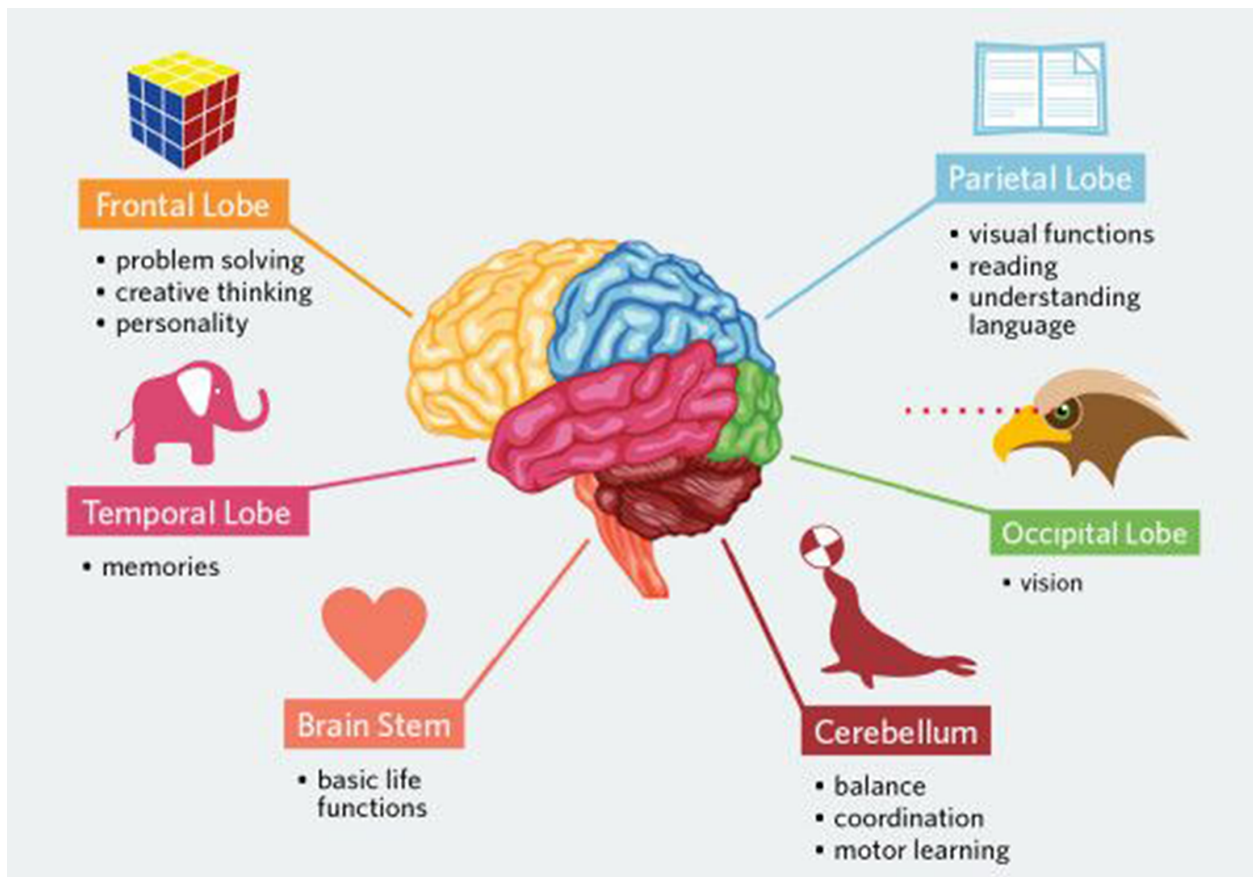 Frontal Lobe
• problem solving
• creative thinking
• personality
Parietal Lobe
• visual functions
• reading
• understanding
language
Temporal Lobe
• memories
Occipital Lobe
• vision
Brain Stem
• basic life
functions
Cerebellum
• balance
• coordination
• motor learning